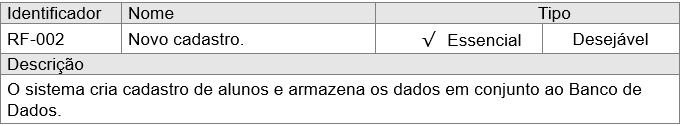 Identificador Nome Tipo
RF-002 Novo cadastro. √ Essencial Desejável
Descrição
O sistema cria cadastro de alunos e armazena os dados em conjunto ao Banco de
Dados.